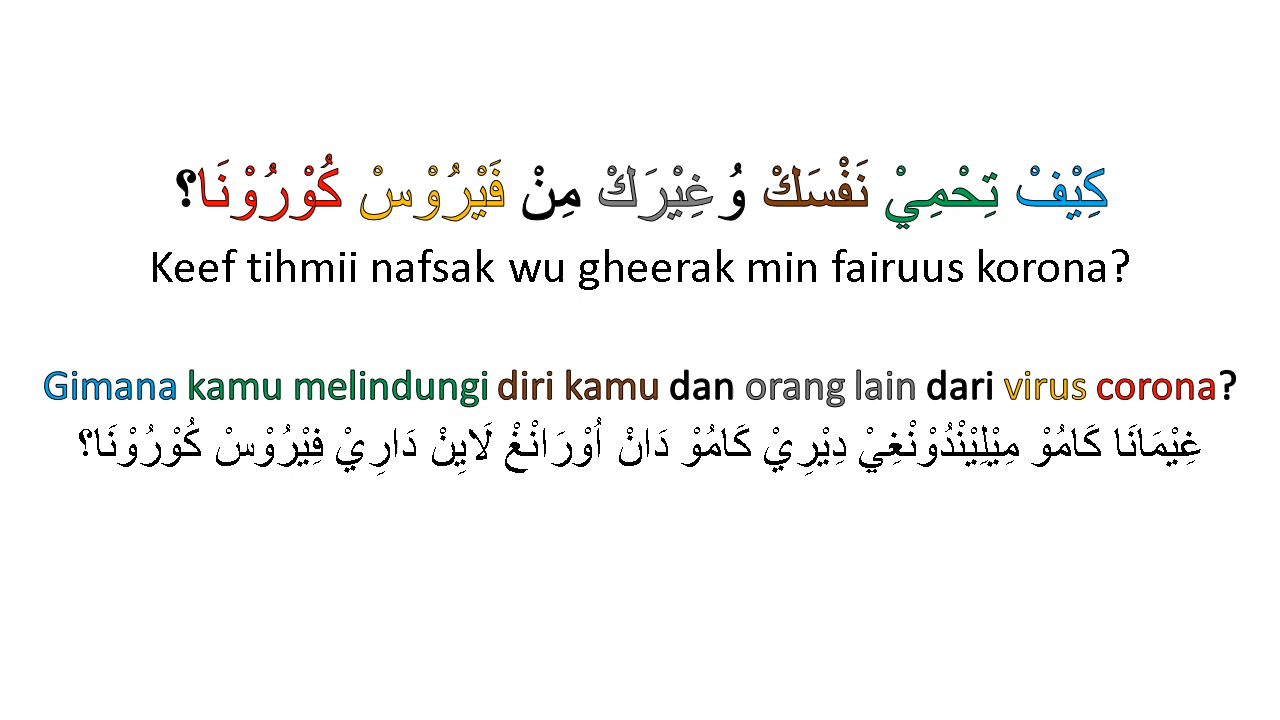 كِيْفْ تِحْمِيْ نَفْسَكْ وُ غِيْرَكْ مِنْ فَيْرُوْسْ كُوْرُوْنَا؟
Keef tihmii nafsak wu gheerak min fairuus korona?
Gimana kamu melindungi diri kamu dan orang lain dari virus corona?
غِيْمَانَا كَامُوْ مِيْلِيْنْدُوْنْغِيْ دِيْرِيْ كَامُوْ دَانْ أُوْرَانْغْ لَايِنْ دَارِيْ فِيْرُوْسْ كُوْرُوْنَا؟